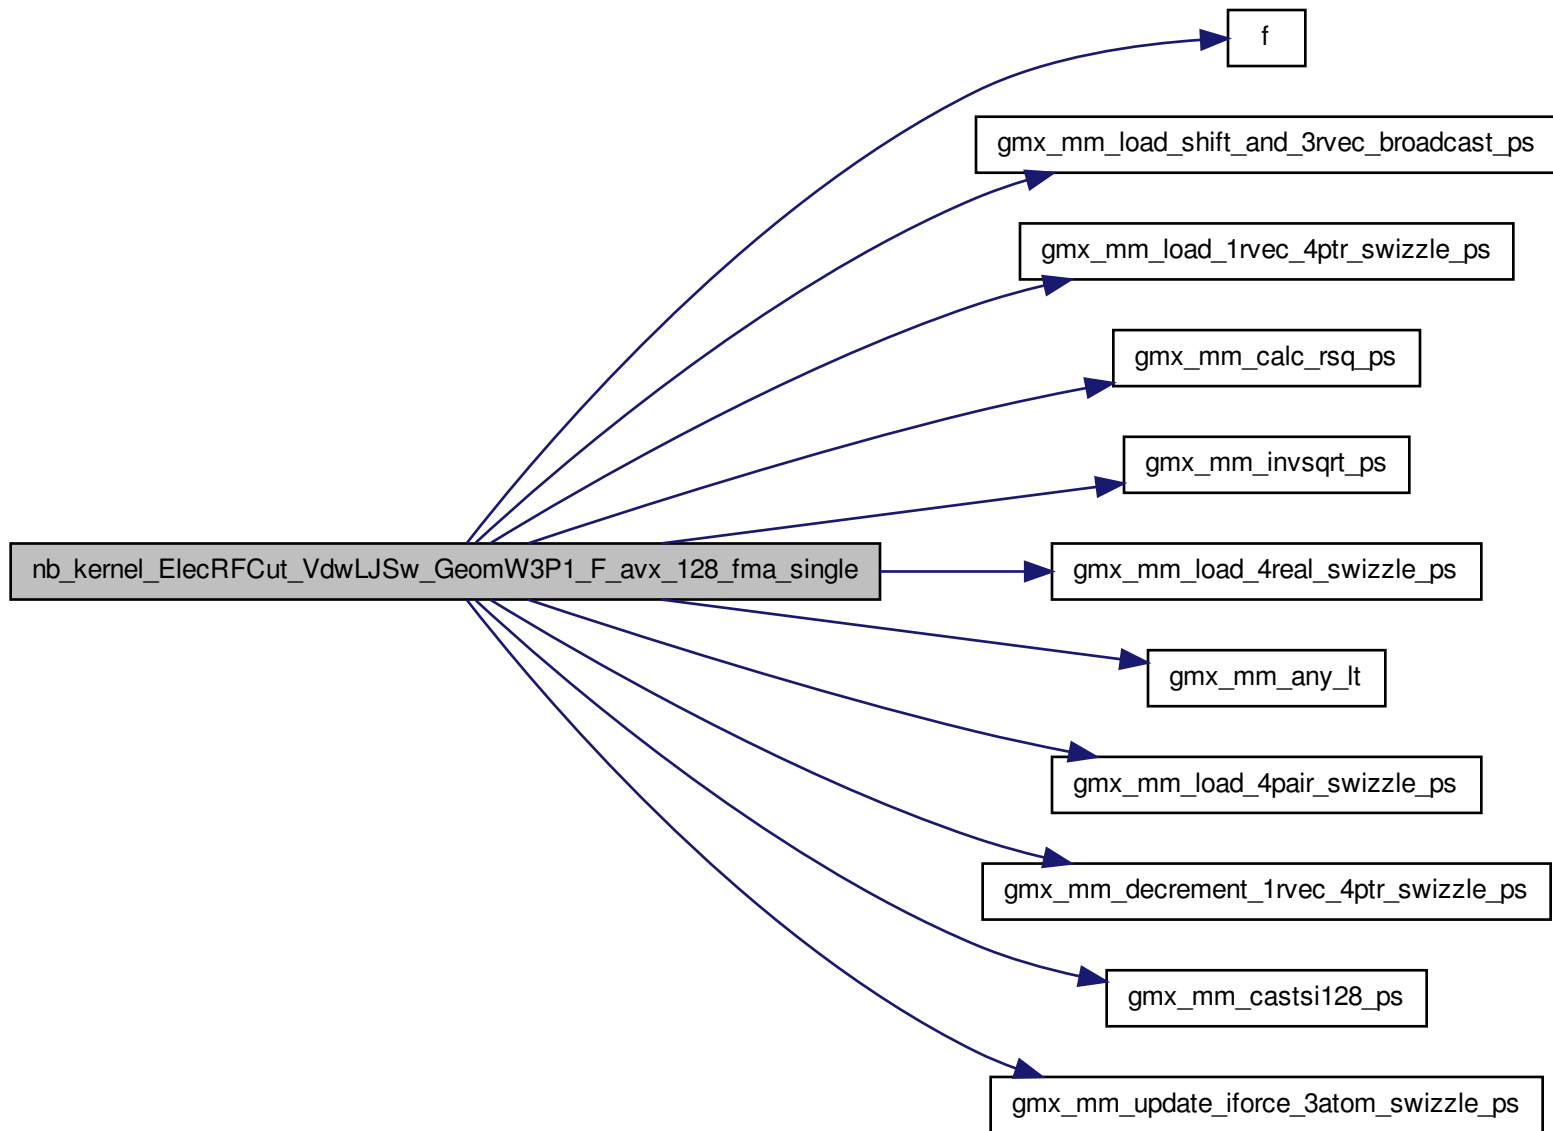 f
gmx_mm_load_shift_and_3rvec_broadcast_ps
gmx_mm_load_1rvec_4ptr_swizzle_ps
gmx_mm_calc_rsq_ps
gmx_mm_invsqrt_ps
nb_kernel_ElecRFCut_VdwLJSw_GeomW3P1_F_avx_128_fma_single
gmx_mm_load_4real_swizzle_ps
gmx_mm_any_lt
gmx_mm_load_4pair_swizzle_ps
gmx_mm_decrement_1rvec_4ptr_swizzle_ps
gmx_mm_castsi128_ps
gmx_mm_update_iforce_3atom_swizzle_ps